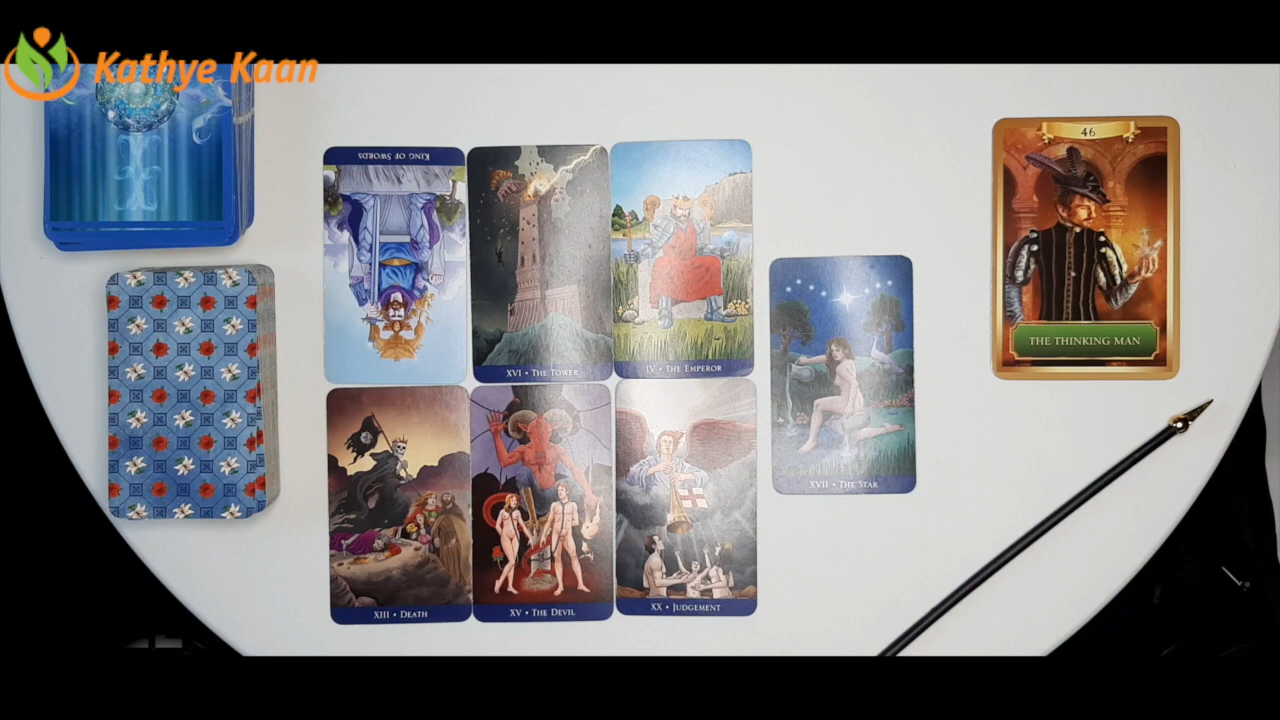 Kathye Kaan
KING OF SWORDS
XVI • THE TOWER
IV • THE EMPEROR
XIII • DEATH
XV • THE DEVIL
XX • JUDGEMENT
XVII • THE STAR
46
THE THINKING MAN